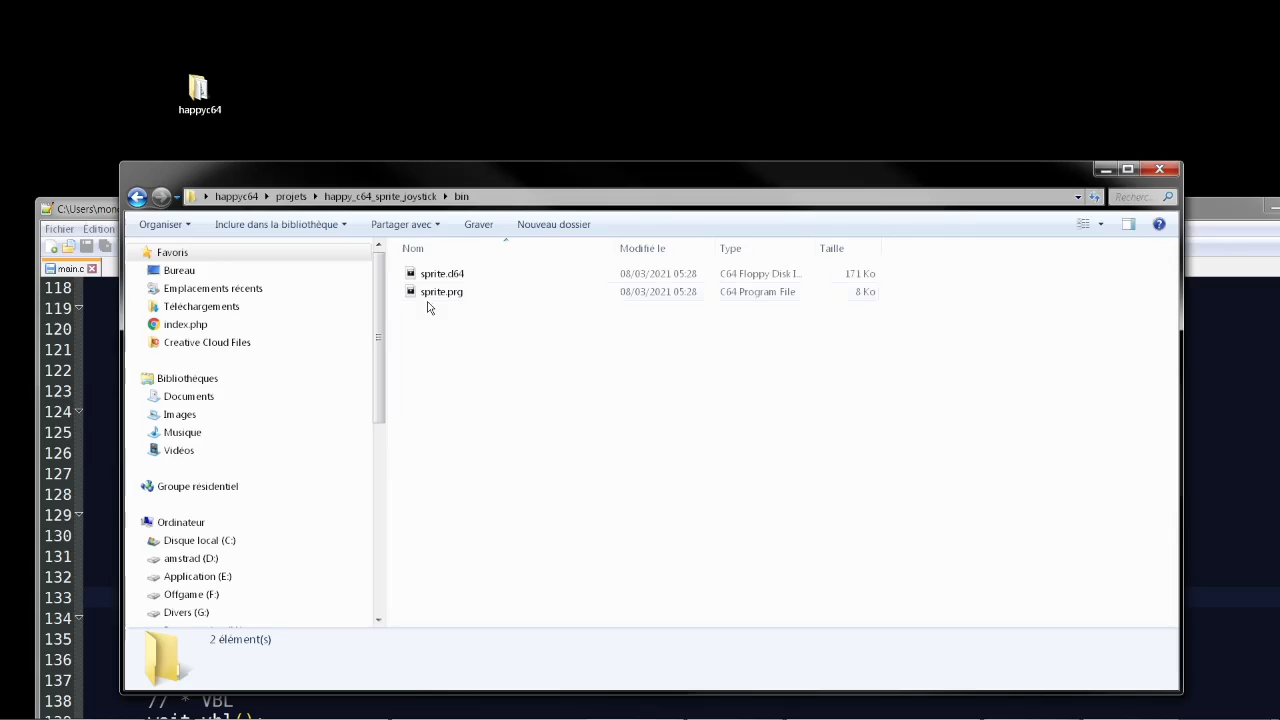 happyc64
happyc64 projets happy_c64_sprite_joystick bin
Recherc...
C:\Users\mon
Organiser Inclure dans la bibliothèque Partager avec Graver Nouveau dossier
Fichier Édition
Nom Modifié le Type Taille
Favoris
main.c
Bureau
sprite.d64 08/03/2021 05:28 C64 Floppy Disk I... 171 Ko
Emplacements récents
sprite.prg 08/03/2021 05:28 C64 Program File 8 Ko
Téléchargements
index.php
Creative Cloud Files
Bibliothèques
Documents
Images
Musique
Vidéos
Groupe résidentiel
Ordinateur
Disque local (C:)
amstrad (D:)
Application (E:)
Offgame (F:)
Divers (G:)
2 élément(s)
118
119
120
121
122
123
124
125
126
127
128
129
130
131
132
133
134
135
136
137
138 // * VBL